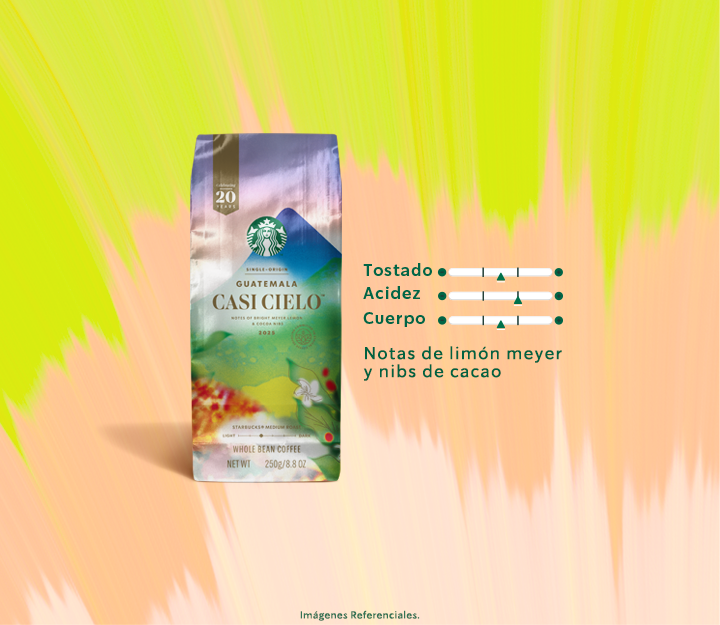 20
YEARS
SINGLE-ORIGIN
GUATEMALA
CASI CIELO™
NOTES OF BRIGHT MEYER LEMON
& COCOA NIBS
STARBUCKS® MEDIUM ROAST
LIGHT DARK
WHOLE BEAN COFFEE
NET WT 250g/8.8 OZ
Tostado
Acidez
Cuerpo
Notas de limón meyer
y nibs de cacao
Imágenes Referenciales.